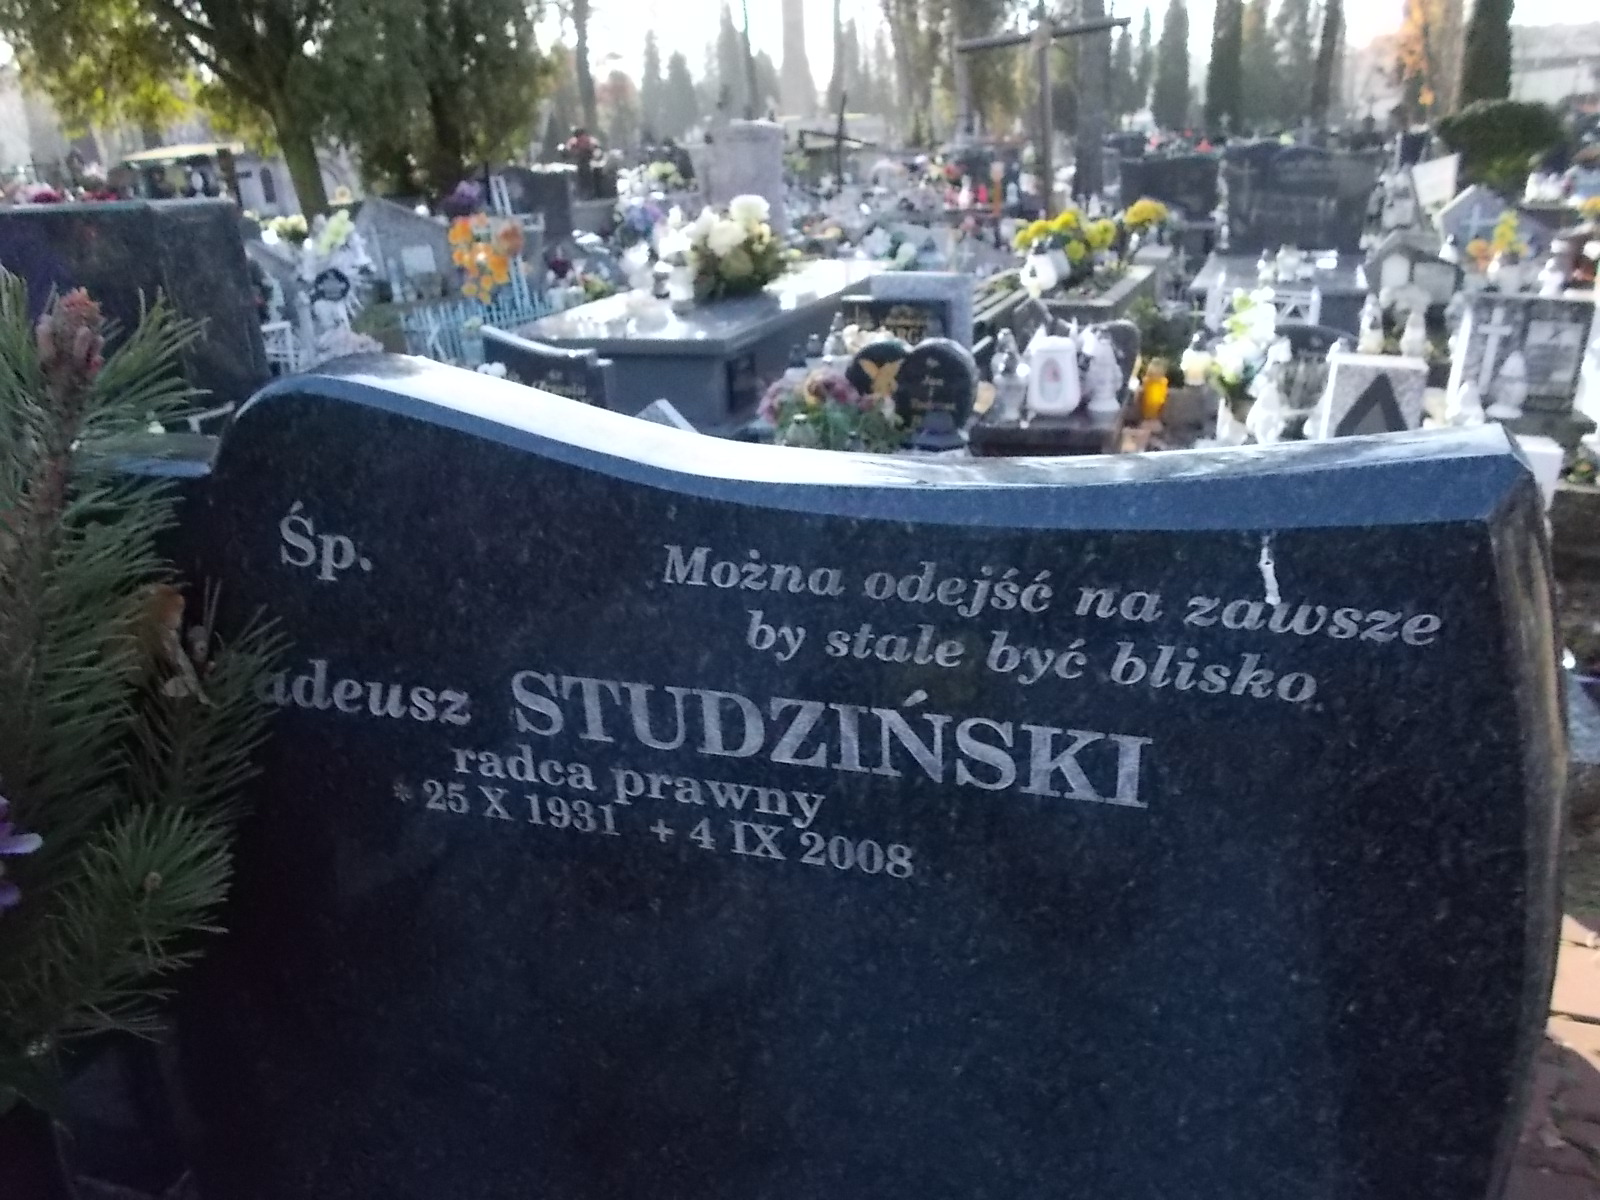 Śp.
Można odejść na zawsze
by stale być blisko.
adeusz STUDZIŃSKI
radca prawny
* 25 X 1931 + 4 IX 2008